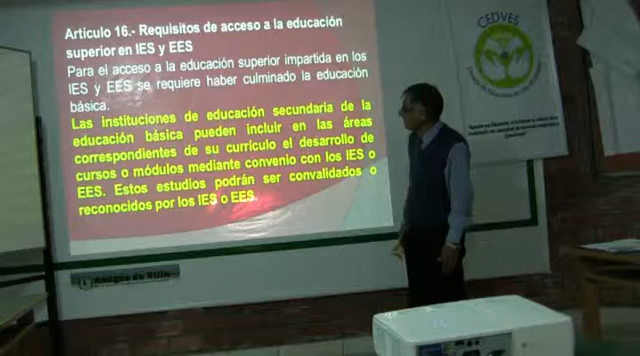 Articulo 16.- Requisitos de acceso a la educación
superior en IES y EES
Para el acceso a la educación superior impartida en los
IES y EES se requiere haber culminado la educación
básica.
Las instituciones de educación secundaria de la
educación básica pueden incluir en las áreas
correspondientes de su currículo el desarrollo de
cursos o módulos mediante convenio con los IES o
EES. Estos estudios podrán ser convalidados o
reconocidos por los IES o EES.
CEDVES